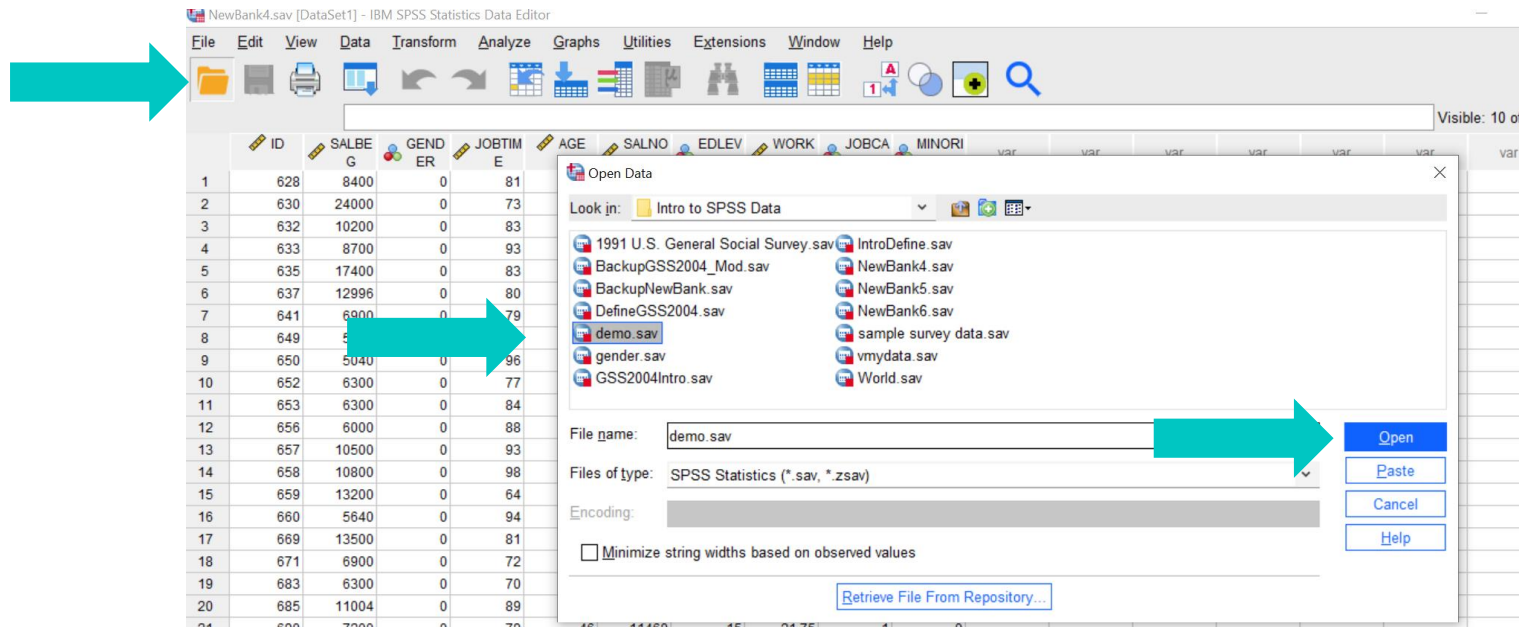 NewBank4.sav [DataSet1] - IBM SPSS Statistics Data Editor
File Edit View Data Transform Analyze Graphs Utilities Extensions Window Help
Visible: 10 of
ID SALBEG GENDER JOBTIME AGE SALNO EDLEV WORK JOBCA MINORI var var var var var var var
1 628 8400 0 81
2 630 24000 0 73
3 632 10200 0 83
4 633 8700 0 93
5 635 17400 0 83
6 637 12996 0 80
7 641 6900 0 79
8 649
9 650 5040 0 96
10 652 6300 0 77
11 653 6300 0 84
12 656 6000 0 88
13 657 10500 0 93
14 658 10800 0 98
15 659 13200 0 64
16 660 5640 0 94
17 669 13500 0 81
18 671 6900 0 72
19 683 6300 0 70
20 685 11004 0 89
Open Data
Look in: Intro to SPSS Data
1991 U.S. General Social Survey.sav IntroDefine.sav
BackupGSS2004_Mod.sav NewBank4.sav
BackupNewBank.sav NewBank5.sav
DefineGSS2004.sav NewBank6.sav
demo.sav sample survey data.sav
gender.sav vmydata.sav
GSS2004Intro.sav World.sav
File name: demo.sav Open
Files of type: SPSS Statistics (*.sav, *.zsav) Paste
Encoding: Cancel
Help
Minimize string widths based on observed values
Retrieve File From Repository...